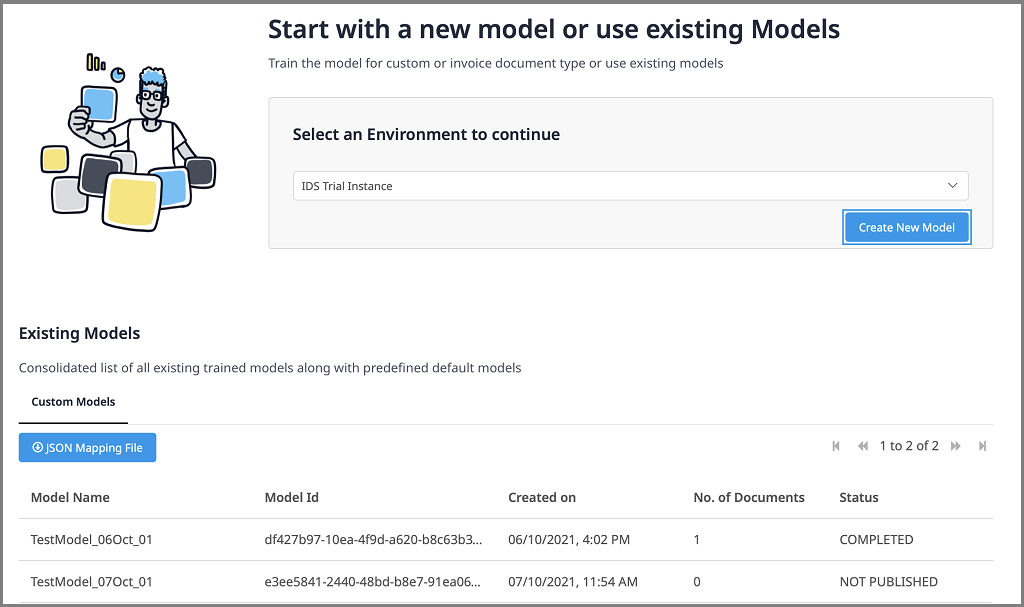 Start with a new model or use existing Models
Train the model for custom or invoice document type or use existing models
Select an Environment to continue
IDS Trial Instance
Create New Model
Existing Models
Consolidated list of all existing trained models along with predefined default models
Custom Models
JSON Mapping File
1 to 2 of 2
Model Name Model Id Created on No. of Documents Status
TestModel_06Oct_01 df427b97-10ea-4f9d-a620-b8c63b3... 06/10/2021, 4:02 PM 1 COMPLETED
TestModel_07Oct_01 e3ee5841-2440-48bd-b8e7-91ea06... 07/10/2021, 11:54 AM 0 NOT PUBLISHED